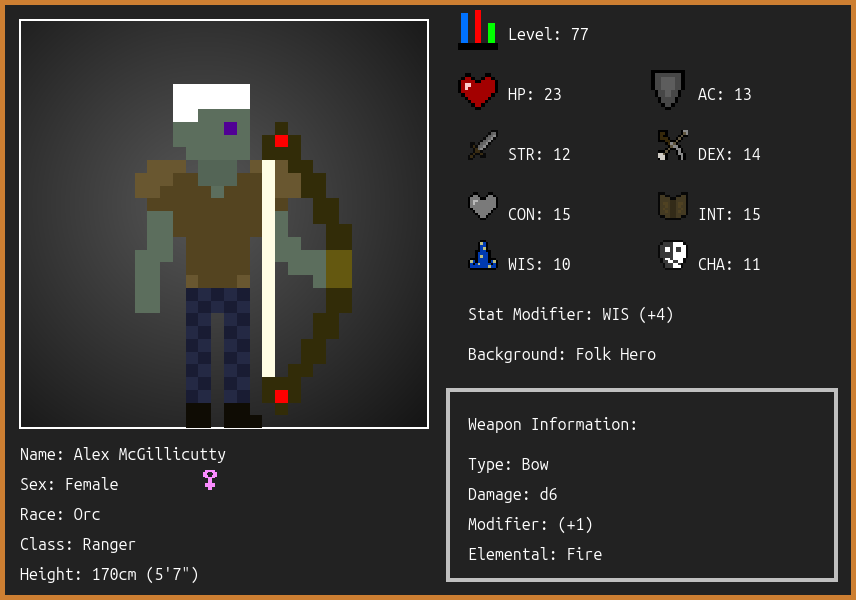 Level: 77
HP: 23
AC: 13
STR: 12
DEX: 14
CON: 15
INT: 15
WIS: 10
CHA: 11
Stat Modifier: WIS (+4)
Background: Folk Hero
Weapon Information:
Type: Bow
Damage: d6
Modifier: (+1)
Elemental: Fire
Name: Alex McGillicutty
Sex: Female
Race: Orc
Class: Ranger
Height: 170cm (5'7")